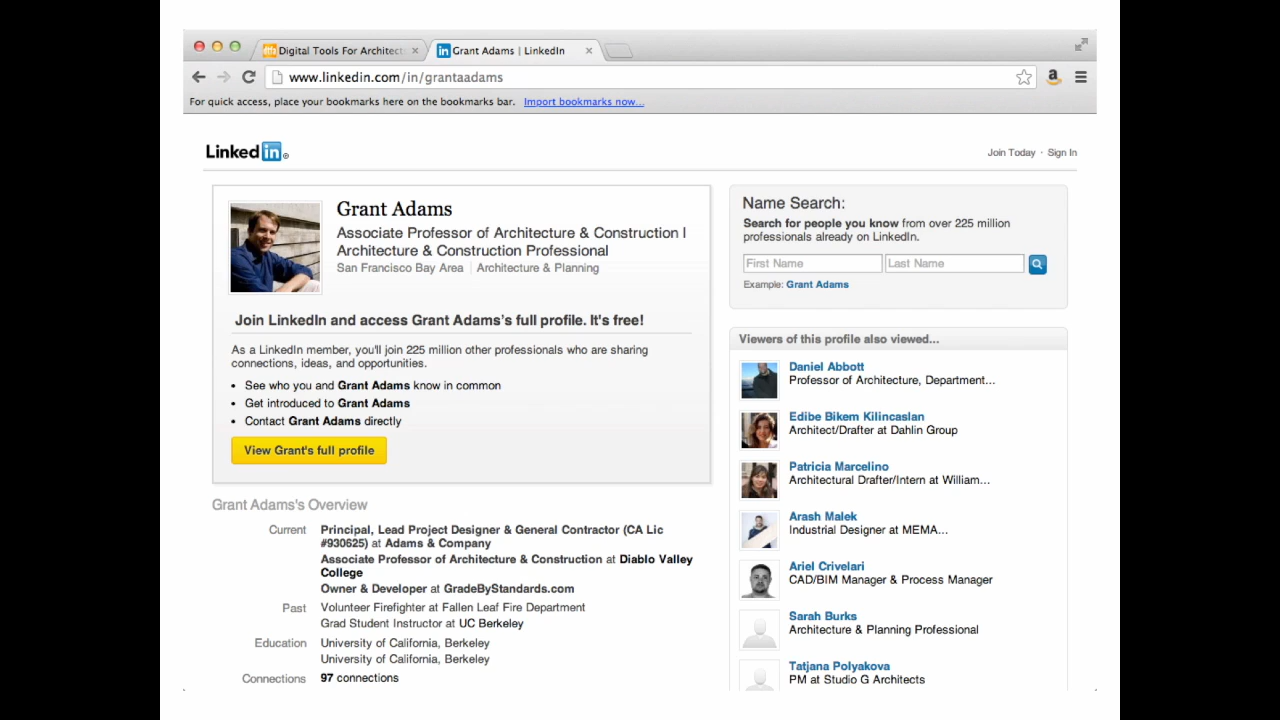 Digital Tools For Architect
Grant Adams | LinkedIn
www.linkedin.com/in/grantaadams
For quick access, place your bookmarks here on the bookmarks bar. Import bookmarks now...
Linked in
Join Today · Sign In
Grant Adams
Associate Professor of Architecture & Construction |
Architecture & Construction Professional
San Francisco Bay Area | Architecture & Planning
Join LinkedIn and access Grant Adams's full profile. It's free!
As a LinkedIn member, you'll join 225 million other professionals who are sharing
connections, ideas, and opportunities.
• See who you and Grant Adams know in common
• Get introduced to Grant Adams
• Contact Grant Adams directly
View Grant's full profile
Grant Adams's Overview
Current Principal, Lead Project Designer & General Contractor (CA Lic
#930625) at Adams & Company
Associate Professor of Architecture & Construction at Diablo Valley
College
Owner & Developer at GradeByStandards.com
Past Volunteer Firefighter at Fallen Leaf Fire Department
Grad Student Instructor at UC Berkeley
Education University of California, Berkeley
University of California, Berkeley
Connections 97 connections
Name Search:
Search for people you know from over 225 million
professionals already on LinkedIn.
First Name Last Name
Example: Grant Adams
Viewers of this profile also viewed...
Daniel Abbott
Professor of Architecture, Department...
Edibe Bikem Kilincaslan
Architect/Drafter at Dahlin Group
Patricia Marcelino
Architectural Drafter/Intern at William...
Arash Malek
Industrial Designer at MEMA...
Ariel Crivelari
CAD/BIM Manager & Process Manager
Sarah Burks
Architecture & Planning Professional
Tatjana Polyakova
PM at Studio G Architects